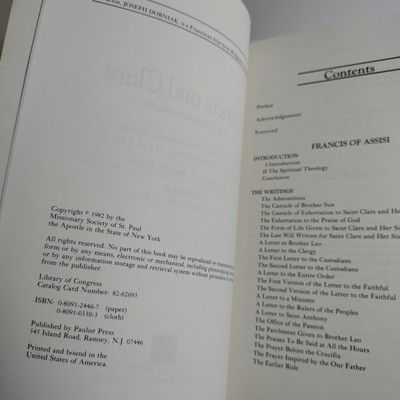 JOSEPH DORNIAK, is a Franciscan
Copyright © 1982 by the
Missionary Society of St. Paul
the Apostle in the State of New York
All rights reserved. No part of this book may be reproduced or transmitted
form or by any means, electronic or mechanical, including photocopying,
or by any information storage and retrieval system without permission
from the publisher.
Library of Congress
Catalog Card Number: 82-62693
ISBN: 0-8091-2446-7 (paper)
0-8091-0330-3 (cloth)
Published by Paulist Press
545 Island Road, Ramsey, N.J. 07446
Printed and bound in the
United States of America
Contents
Preface
Acknowledgements
Foreword
FRANCIS OF ASSISI
INTRODUCTION
I Introduction
II The Spiritual Theology
Conclusion
THE WRITINGS
The Admonitions
The Canticle of Brother Sun
The Canticle of Exhortation to Saint Clare and Her
The Exhortation to the Praise of God
The Form of Life Given to Saint Clare and Her Sis
The Last Will Written for Saint Clare and Her Sis
A Letter to Brother Leo
A Letter to the Clergy
The First Letter to the Custodians
The Second Letter to the Custodians
A Letter to the Entire Order
The First Version of the Letter to the Faithful
The Second Version of the Letter to the Faithful
A Letter to a Minister
A Letter to the Rulers of the Peoples
A Letter to Saint Anthony
The Office of the Passion
The Parchment Given to Brother Leo
The Praises To Be Said at All the Hours
The Prayer Before the Crucifix
The Prayer Inspired by the Our Father
The Earlier Rule